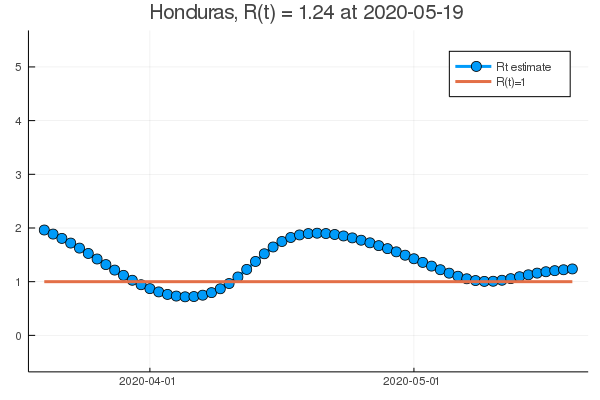 Honduras, R(t) = 1.24 at 2020-05-19
5
4
3
2
1
0
Rt estimate
R(t)=1
2020-04-01
2020-05-01